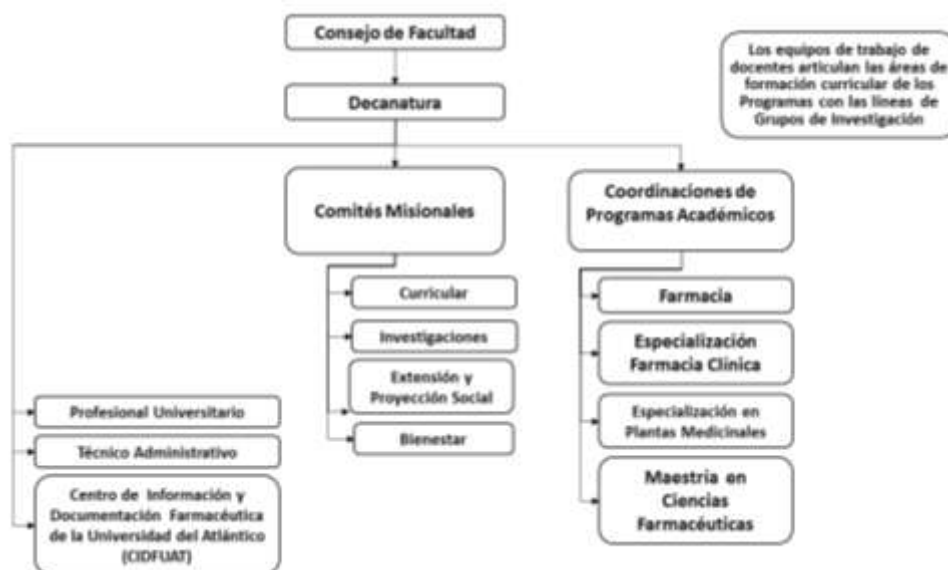 Consejo de Facultad
Los equipos de trabajo de
docentes articulan las áreas de
formación curricular de los
Programas con las líneas de
Grupos de Investigación
Decanatura
Comités Misionales
Coordinaciones de
Programas Académicos
Curricular
Investigaciones
Extensión y
Proyección Social
Bienestar
Farmacia
Especialización
Farmacia Clínica
Especialización en
Plantas Medicinales
Maestria en
Ciencias
Farmacéuticas
Profesional Universitario
Técnico Administrativo
Centro de Información y
Documentación Farmacéutica
de la Universidad del Atlántico
(CIDFUAT)